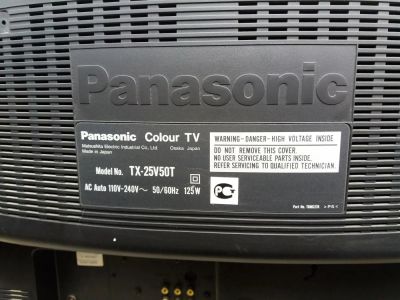 Panasonic
Panasonic Colour TV
Matsushita Electric Industrial Co., Ltd. Osaka Japan
Made in Japan
Model No. TX-25V50T
AC Auto 110V-240V~ 50/60Hz 125W
WARNING-DANGER-HIGH VOLTAGE INSIDE
DO NOT REMOVE THIS COVER.
NO USER SERVICEABLE PARTS INSIDE.
REFER SERVICING TO QUALIFIED TECHNICIAN.
Part No.